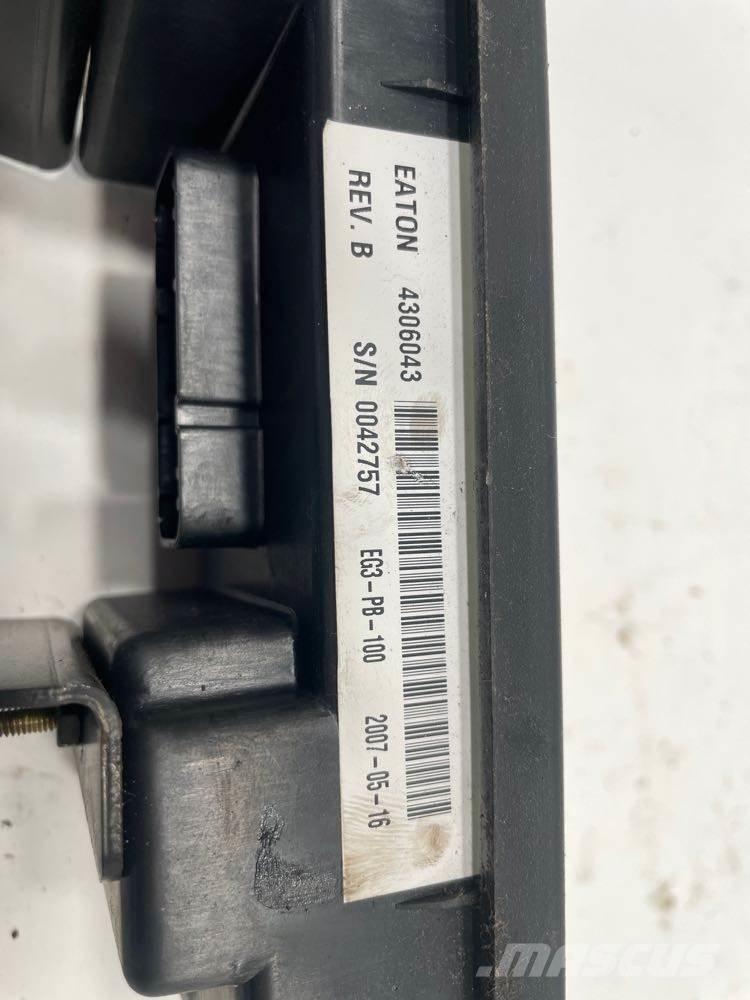 EATON 4306043
REV. B S/N 0042757 EG3-PB-100 2007-05-16
MASCUS